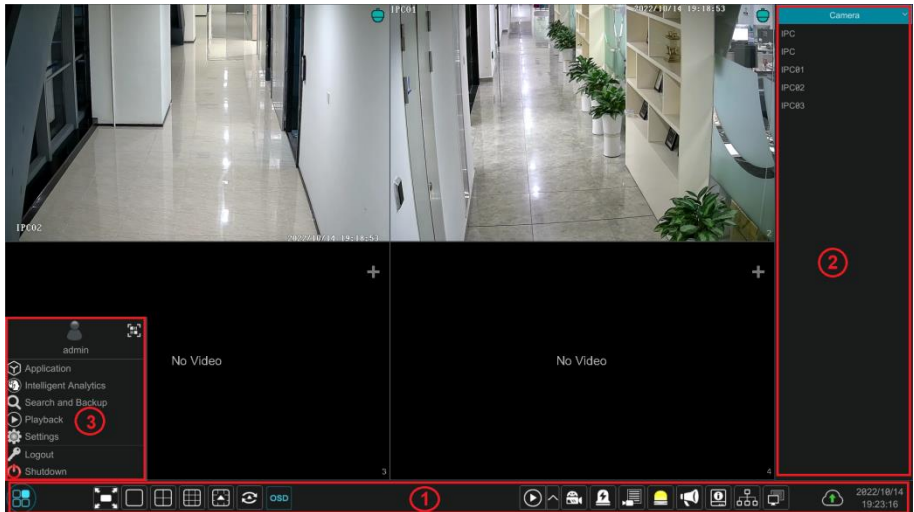 IPC01
2022/10/14 19:18:53
Camera
IPC
IPC
IPC01
IPC02
IPC03
IPC02
2022/10/14 19:18:53
2
2
admin
Application
Intelligent Analytics
Search and Backup
Playback
Settings
Logout
Shutdown
3
No Video
3
No Video
4
OSD
1
2022/10/14
19:23:16